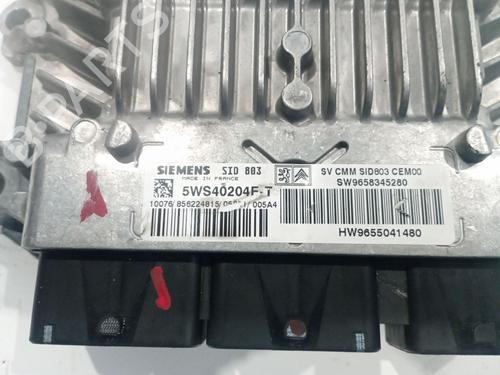 SIEMENS SID 803
MADE IN FRANCE
5WS40204F-T
SV CMM SID803 CEM00
SW9658345280
HW9655041480